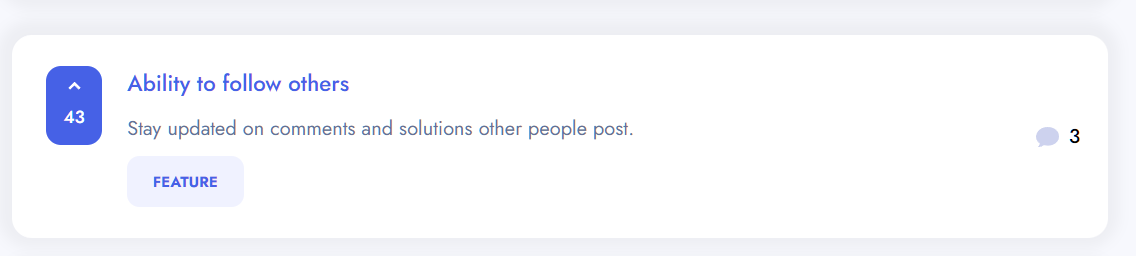 Ability to follow others
43
Stay updated on comments and solutions other people post.
3
FEATURE